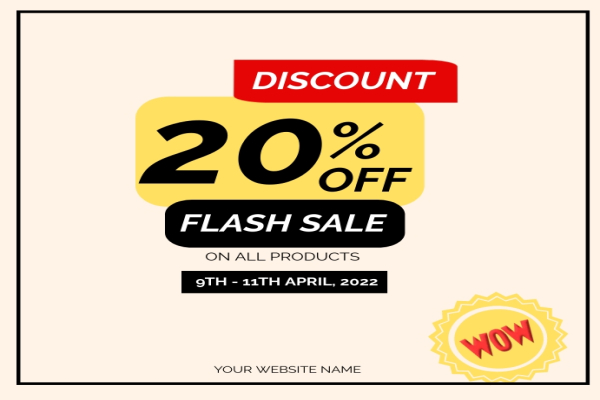 DISCOUNT
20% OFF
FLASH SALE
ON ALL PRODUCTS
9TH - 11TH APRIL, 2022
WOW
YOUR WEBSITE NAME